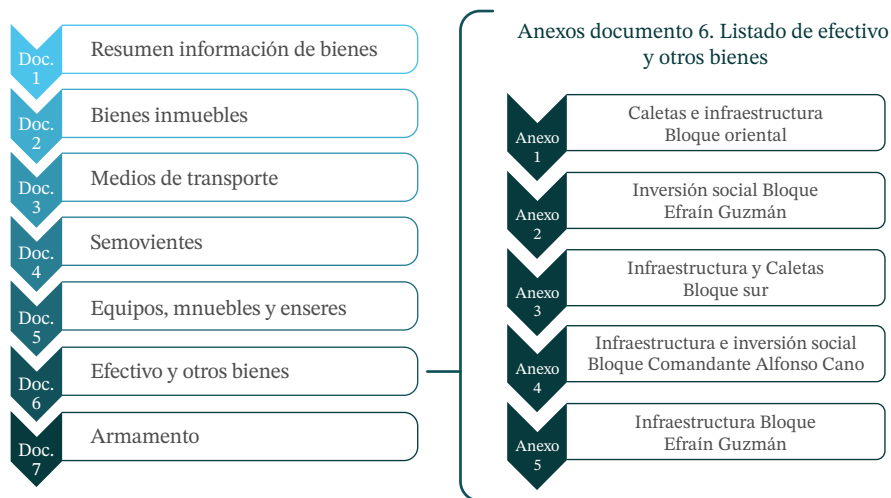 Doc.
1
Resumen información de bienes
Doc.
2
Bienes inmuebles
Doc.
3
Medios de transporte
Doc.
4
Semovientes
Doc.
5
Equipos, mnuebles y enseres
Doc.
6
Efectivo y otros bienes
Doc.
7
Armamento
Anexos documento 6. Listado de efectivo
y otros bienes
Anexo
1
Caletas e infraestructura
Bloque oriental
Anexo
2
Inversión social Bloque
Efraín Guzmán
Anexo
3
Infraestructura y Caletas
Bloque sur
Anexo
4
Infraestructura e inversión social
Bloque Comandante Alfonso Cano
Anexo
5
Infraestructura Bloque
Efraín Guzmán